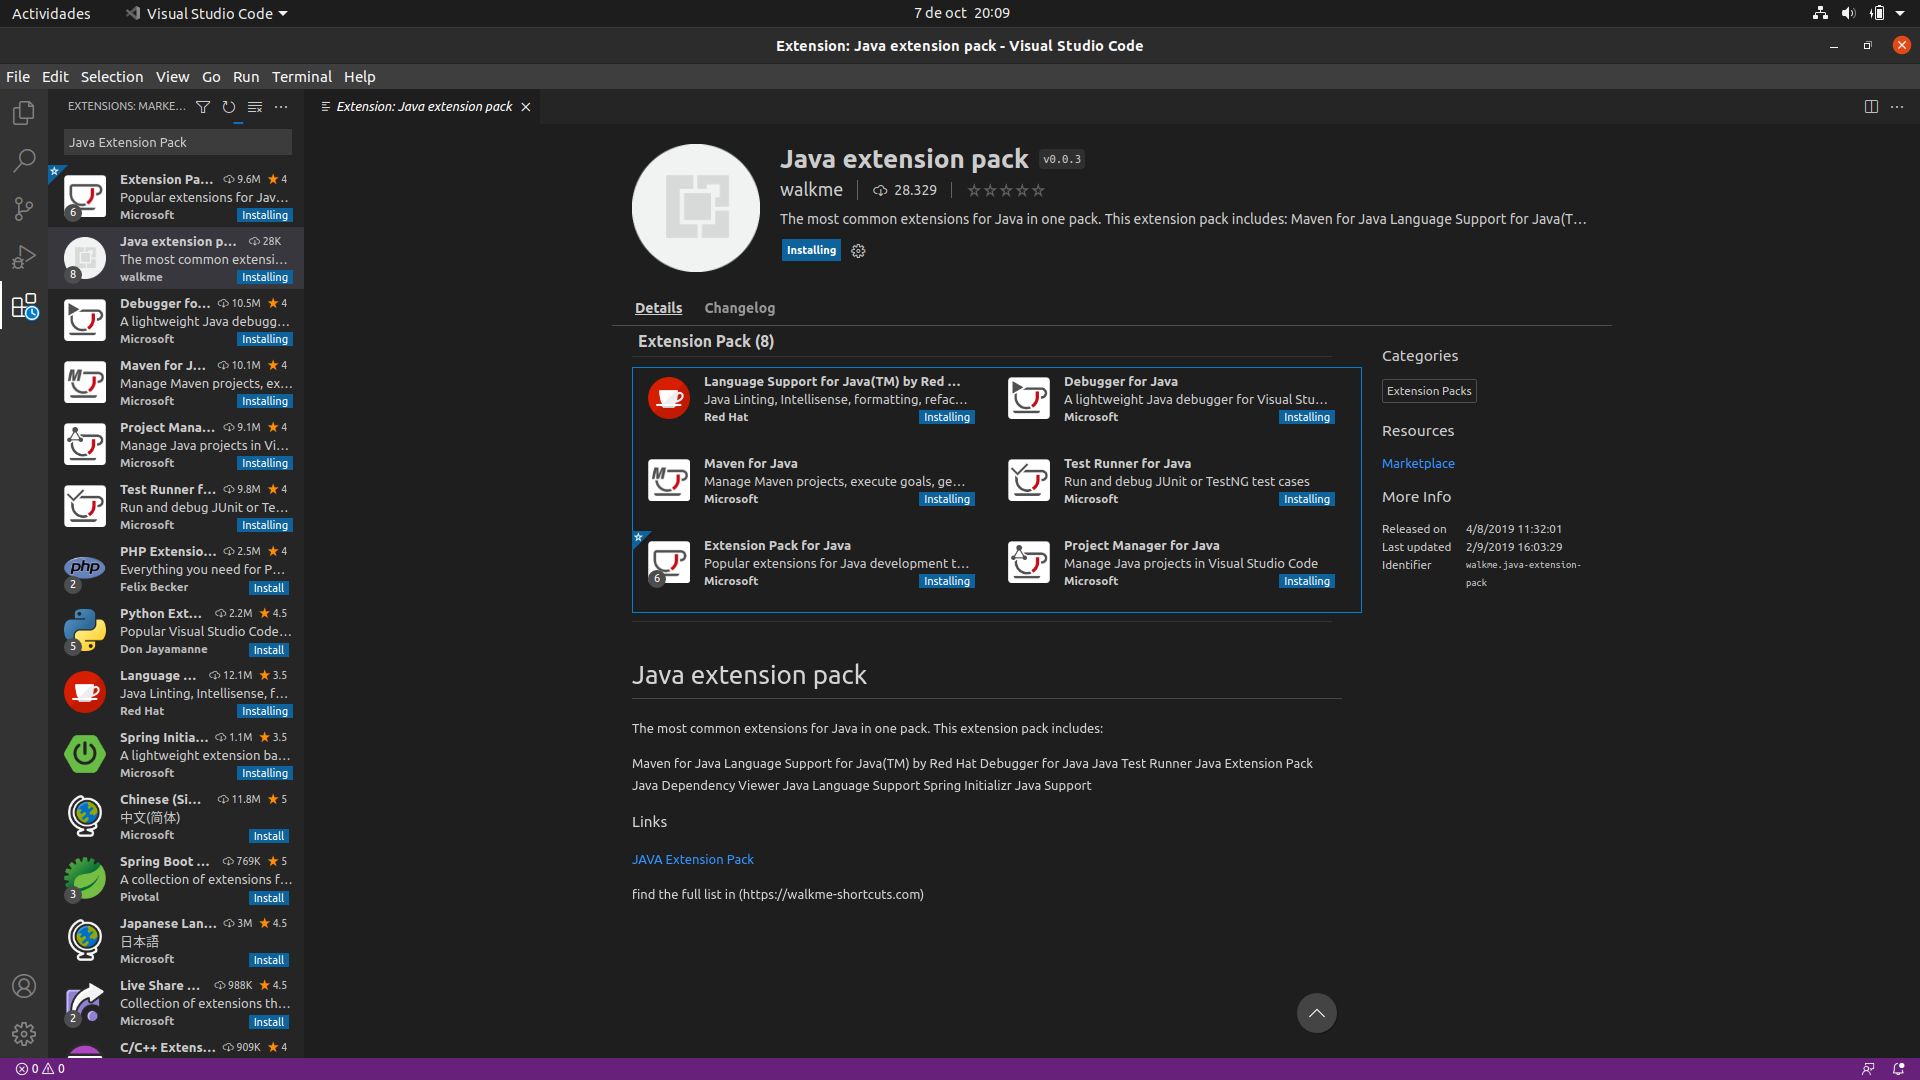 Actividades
Visual Studio Code
7 de oct 20:09
Extension: Java extension pack - Visual Studio Code
File Edit Selection View Go Run Terminal Help
EXTENSIONS: MARKE...
Java Extension Pack
Extension Pa... 9.6M ★ 4
Popular extensions for Jav...
Microsoft Installing
6
Java extension p... 28K
The most common extensi...
walkme Installing
8
Debugger fo... 10.5M ★ 4
A lightweight Java debugg...
Microsoft Installing
Maven for J... 10.1M ★ 4
Manage Maven projects, ex...
Microsoft Installing
Project Mana... 9.1M ★ 4
Manage Java projects in Vi...
Microsoft Installing
Test Runner f... 9.8M ★ 4
Run and debug JUnit or Te...
Microsoft Installing
PHP Extensio... 2.5M ★ 4
Everything you need for P...
Felix Becker Install
php
2
Python Ext... 2.2M ★ 4.5
Popular Visual Studio Code...
Don Jayamanne Install
5
Language ... 12.1M ★ 3.5
Java Linting, Intellisense, f...
Red Hat Installing
Spring Initia... 1.1M ★ 3.5
A lightweight extension ba...
Microsoft Installing
Chinese (Si... 11.8M ★ 5
中文(简体)
Microsoft Install
Spring Boot ... 769K ★ 5
A collection of extensions f...
Pivotal Install
3
Japanese Lan... 3M ★ 4.5
日本語
Microsoft Install
Live Share ... 988K ★ 4.5
Collection of extensions th...
Microsoft Install
2
C/C++ Extens... 909K ★ 4
Extension: Java extension pack
Java extension pack v0.0.3
walkme 28.329 ☆☆☆☆☆
The most common extensions for Java in one pack. This extension pack includes: Maven for Java Language Support for Java(T...
Installing
Details Changelog
Extension Pack (8)
Language Support for Java(TM) by Red ...
Java Linting, Intellisense, formatting, refac...
Red Hat Installing
Debugger for Java
A lightweight Java debugger for Visual Stu...
Microsoft Installing
M
Maven for Java
Manage Maven projects, execute goals, ge...
Microsoft Installing
Test Runner for Java
Run and debug JUnit or TestNG test cases
Microsoft Installing
Extension Pack for Java
Popular extensions for Java development t...
Microsoft Installing
6
Project Manager for Java
Manage Java projects in Visual Studio Code
Microsoft Installing
Categories
Extension Packs
Resources
Marketplace
More Info
Released on 4/8/2019 11:32:01
Last updated 2/9/2019 16:03:29
Identifier walkme.java-extension-
pack
Java extension pack
The most common extensions for Java in one pack. This extension pack includes:
Maven for Java Language Support for Java(TM) by Red Hat Debugger for Java Java Test Runner Java Extension Pack
Java Dependency Viewer Java Language Support Spring Initializr Java Support
Links
JAVA Extension Pack
find the full list in (https://walkme-shortcuts.com)
0 0